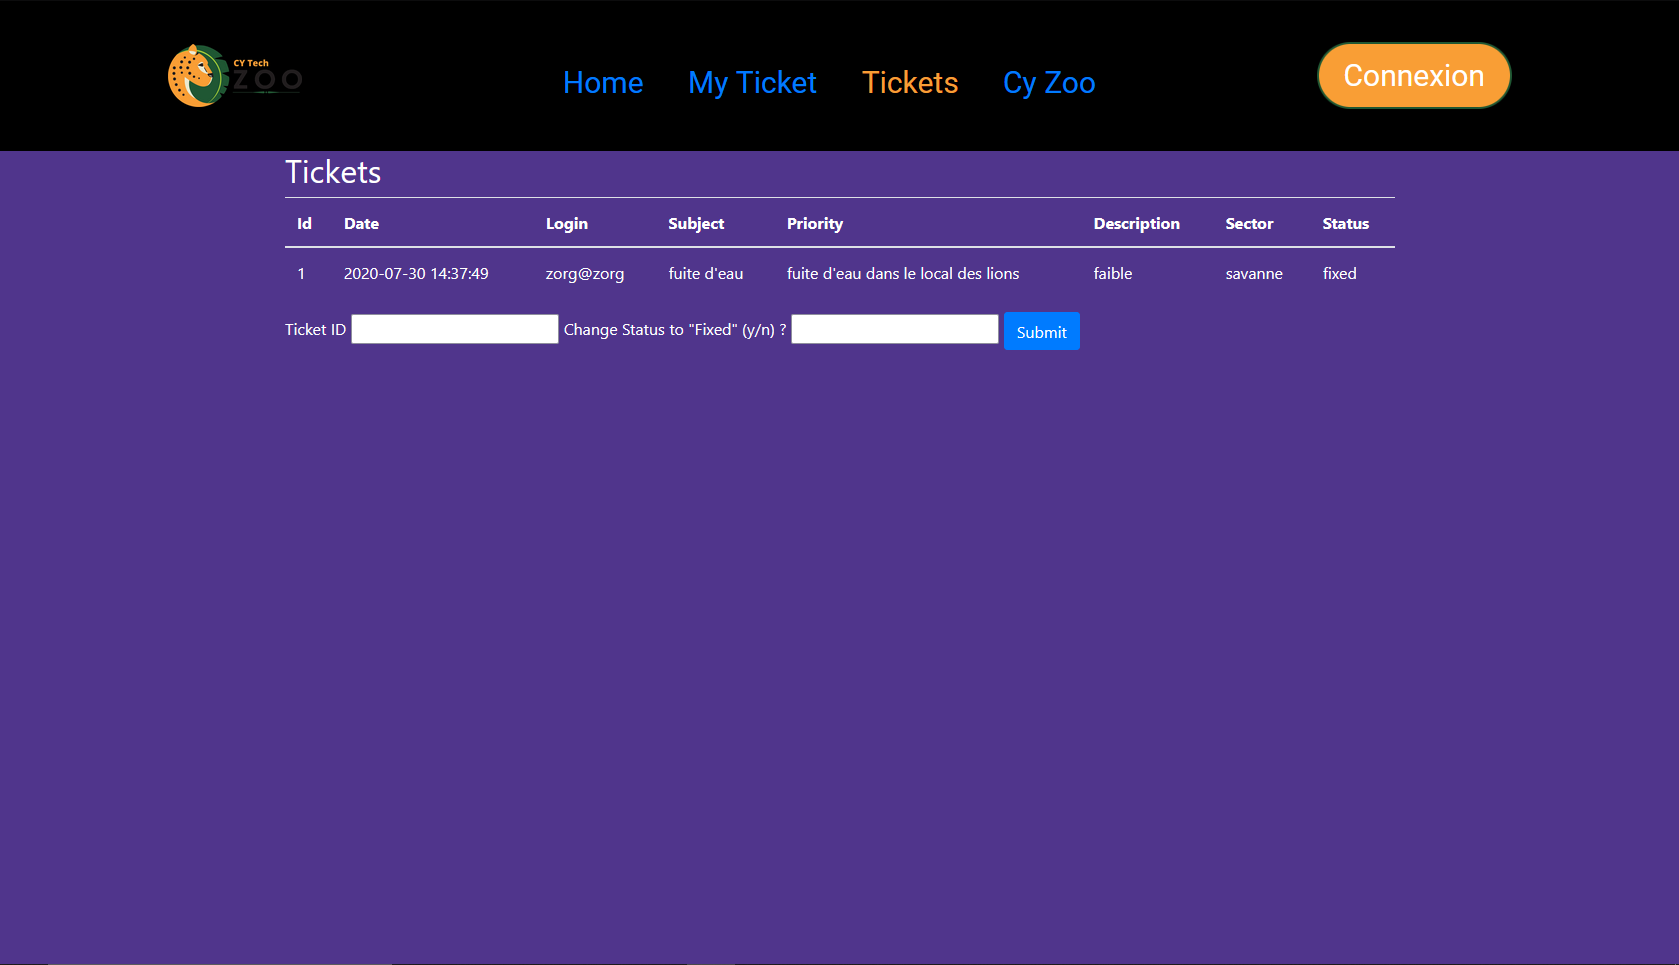 CY Tech
ZOO
Home My Ticket Tickets Cy Zoo
Connexion
Tickets
Id Date Login Subject Priority Description Sector Status
1 2020-07-30 14:37:49 zorg@zorg fuite d'eau fuite d'eau dans le local des lions faible savanne fixed
Ticket ID Change Status to "Fixed" (y/n) ? Submit